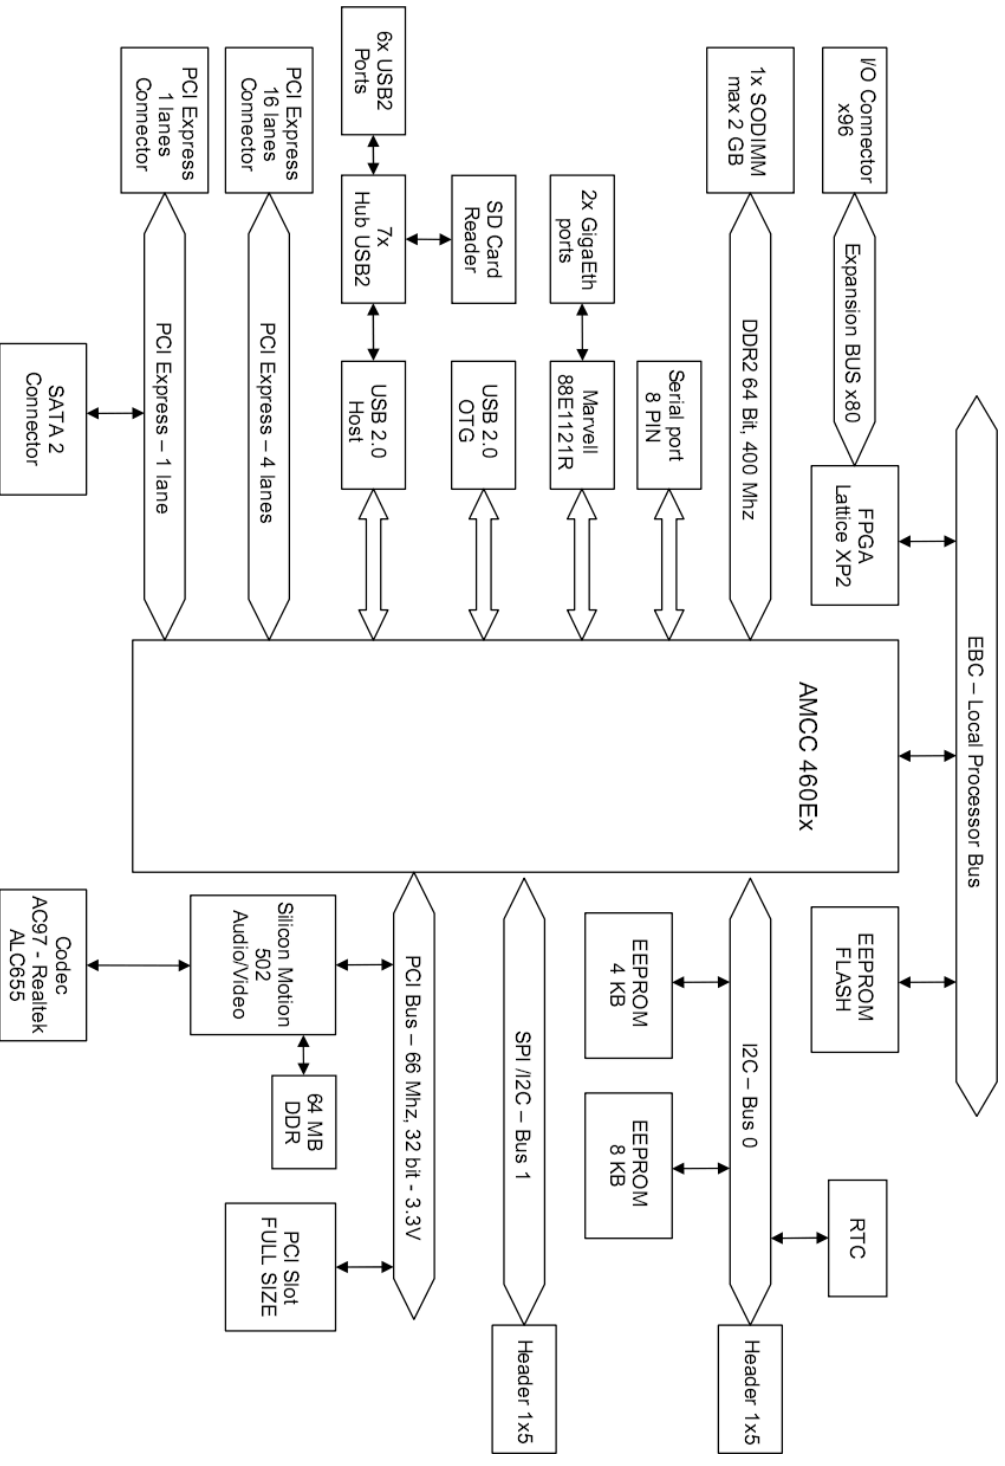 EBC – Local Processor Bus
I/O Connector
x96
Expansion BUS x80
FPGA
Lattice XP2
EEPROM
FLASH
RTC
1x SODIMM
max 2 GB
DDR2 64 Bit, 400 Mhz
AMCC 460Ex
I2C – Bus 0
Header 1x5
Serial port
8 PIN
EEPROM
4 KB
EEPROM
8 KB
2x GigaEth
ports
Marvell
88E1121R
SD Card
Reader
USB 2.0
OTG
SPI /I2C – Bus 1
Header 1x5
6x USB2
Ports
7x
Hub USB2
USB 2.0
Host
PCI Bus – 66 Mhz, 32 bit - 3.3V
PCI Express
16 lanes
Connector
PCI Express – 4 lanes
Silicon Motion
502
Audio/Video
64 MB
DDR
PCI Slot
FULL SIZE
PCI Express
1 lanes
Connector
PCI Express – 1 lane
SATA 2
Connector
Codec
AC97 - Realtek
ALC655